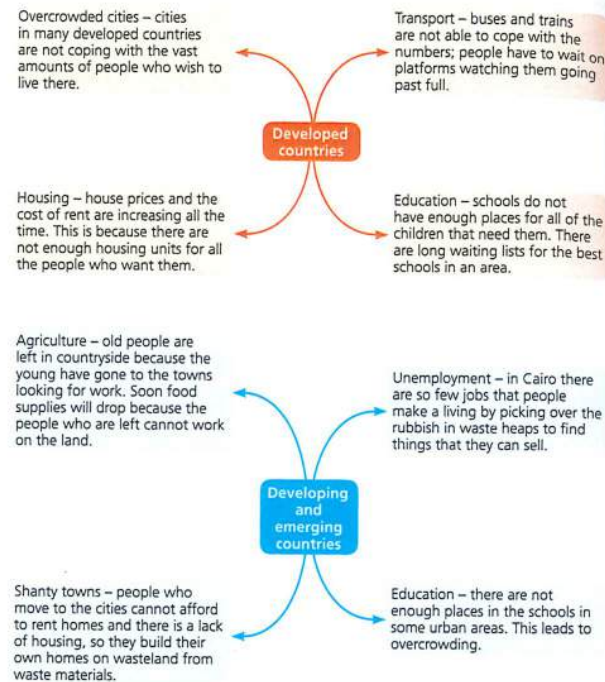 Overcrowded cities – cities
in many developed countries
are not coping with the vast
amounts of people who wish to
live there.
Transport – buses and trains
are not able to cope with the
numbers; people have to wait on
platforms watching them going
past full.
Developed
countries
Housing – house prices and the
cost of rent are increasing all the
time. This is because there are
not enough housing units for all
the people who want them.
Education – schools do not
have enough places for all of the
children that need them. There
are long waiting lists for the best
schools in an area.
Agriculture – old people are
left in countryside because the
young have gone to the towns
looking for work. Soon food
supplies will drop because the
people who are left cannot work
on the land.
Unemployment – in Cairo there
are so few jobs that people
make a living by picking over the
rubbish in waste heaps to find
things that they can sell.
Developing
and
emerging
countries
Shanty towns – people who
move to the cities cannot afford
to rent homes and there is a lack
of housing, so they build their
own homes on wasteland from
waste materials.
Education – there are not
enough places in the schools in
some urban areas. This leads to
overcrowding.